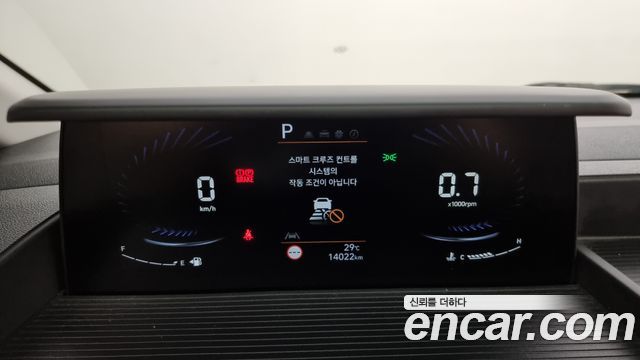 P
스마트 크루즈 컨트롤
시스템의
작동 조건이 아닙니다
BRAKE
0
km/h
0.7
x1000rpm
F
E
29℃
14022km
C
N
신뢰를 더하다
encar.com